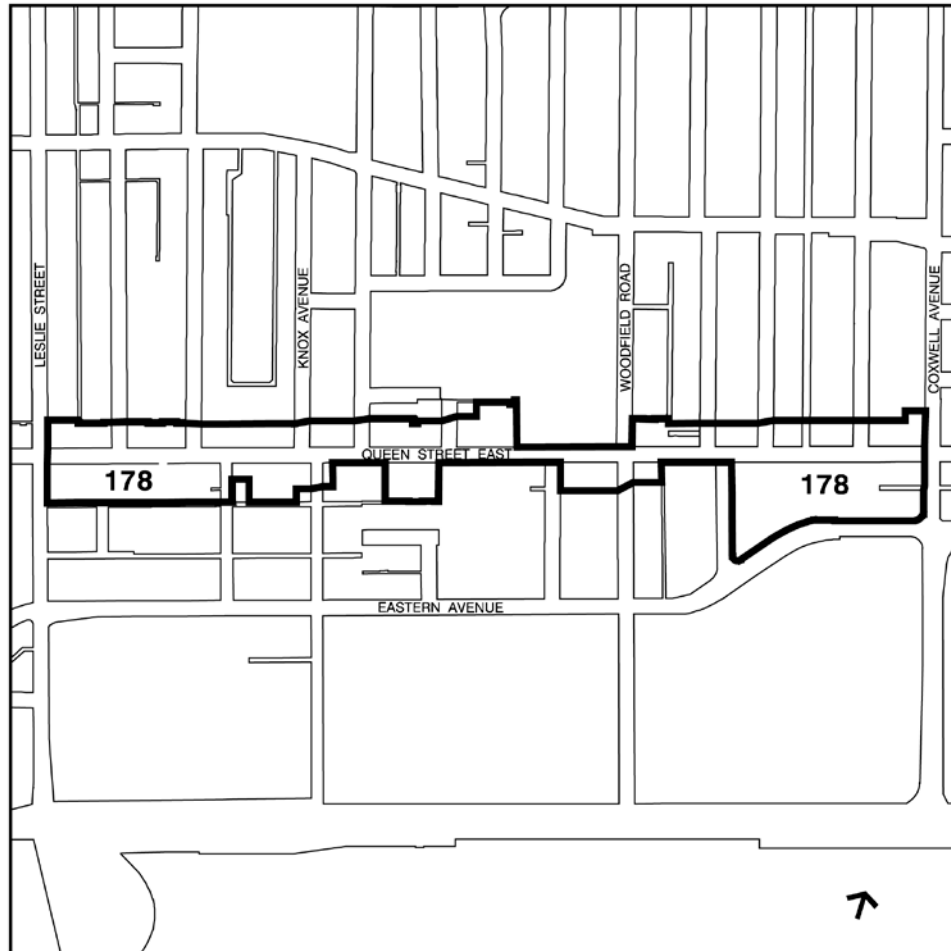 LESLIE STREET
KNOX AVENUE
WOODFIELD ROAD
COXWELL AVENUE
QUEEN STREET EAST
178
178
EASTERN AVENUE